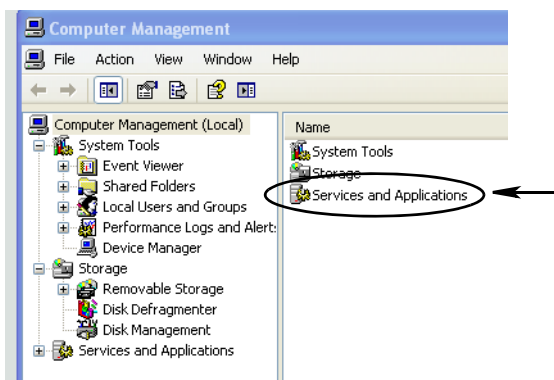 Computer Management
File Action View Window Help
Computer Management (Local)
System Tools
Event Viewer
Shared Folders
Local Users and Groups
Performance Logs and Alert
Device Manager
Storage
Removable Storage
Disk Defragmenter
Disk Management
Services and Applications
Name
System Tools
Storage
Services and Applications